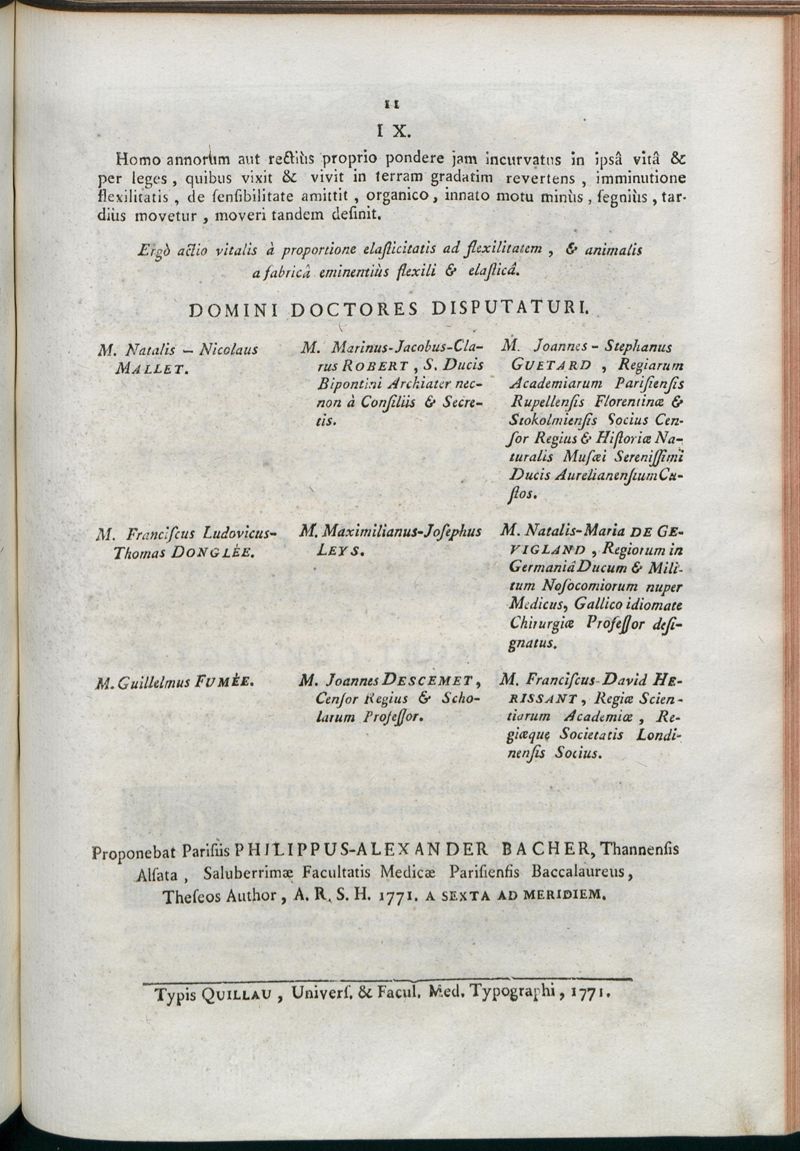 11
IX.
Homo annorum aut rectiùs proprio pondere jam incurvatus in ipsâ vitâ &
per leges, quibus vixit & vivit in terram gradatim revertens, imminutione
flexilitatis, de ſenſibilitate amittit, organico, innato motu minùs, ſegniùs, tar-
diùs movetur, moveri tandem deſinit.
Ergò actio vitalis à proportione elaſticitatis ad flexilitatem, & animalis
a fabricâ eminentiùs flexili & elaſticâ.
DOMINI DOCTORES DISPUTATURI.
M. Natalis - Nicolaus
MALLET.
M. Marinus-Jacobus-Cla-
rus ROBERT, S. Ducis
Bipontini Archiater nec-
non à Conſiliis & Secre-
tis.
M. Joannes - Stephanus
GUETARD, Regiarum
Academiarum Pariſienſis
Rupellenſis Florentinæ &
Stokolmienſis Socius Cen-
ſor Regius & Hiſtoriæ Na-
turalis Muſæi Sereniſſimi
Ducis Aurelianenſium Cu-
ſtos.
M. Franciſcus Ludovicus-
Thomas DONGLÉE.
M. Maximilianus-Joſephus
LEYS.
M. Natalis-Maria DE GE-
VIGLAND, Regiorum in
Germaniâ Ducum & Mili-
tum Noſocomiorum nuper
Medicus, Gallico idiomate
Chirurgiæ Profeſſor deſi-
gnatus.
M. Guillelmus FUMÉE.
M. Joannes DESCEMET,
Cenſor Regius & Scho-
larum Profeſſor.
M. Franciſcus-David HE-
RISSANT, Regiæ Scien-
tiarum Academiæ, Re-
giæque Societatis Londi-
nenſis Socius.
Proponebat Pariſiis PHILIPPUS-ALEXANDER BACHER, Thannenſis
Alſata, Saluberrimæ Facultatis Medicæ Pariſienſis Baccalaureus,
Theſeos Author, A. R. S. H. 1771. A SEXTA AD MERIDIEM.
Typis QUILLAU, Univerſ. & Facul. Med. Typographi, 1771.